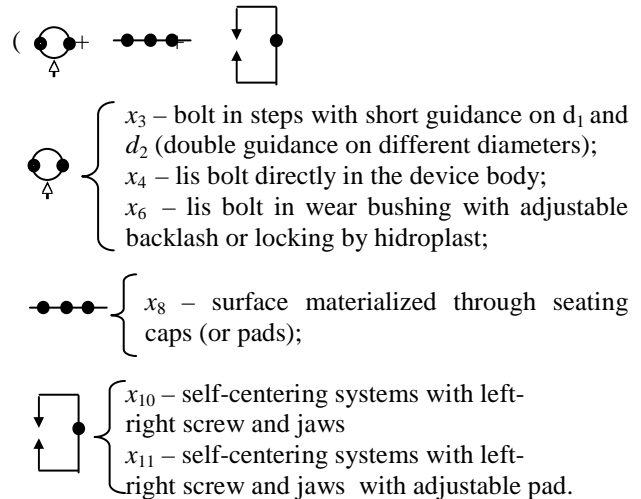 ( + +
x₃ – bolt in steps with short guidance on d₁ and
d₂ (double guidance on different diameters);
x₄ – lis bolt directly in the device body;
x₆ – lis bolt in wear bushing with adjustable
backlash or locking by hidroplast;
x₈ – surface materialized through seating
caps (or pads);
x₁₀ – self-centering systems with left-
right screw and jaws
x₁₁ – self-centering systems with left-
right screw and jaws with adjustable pad.